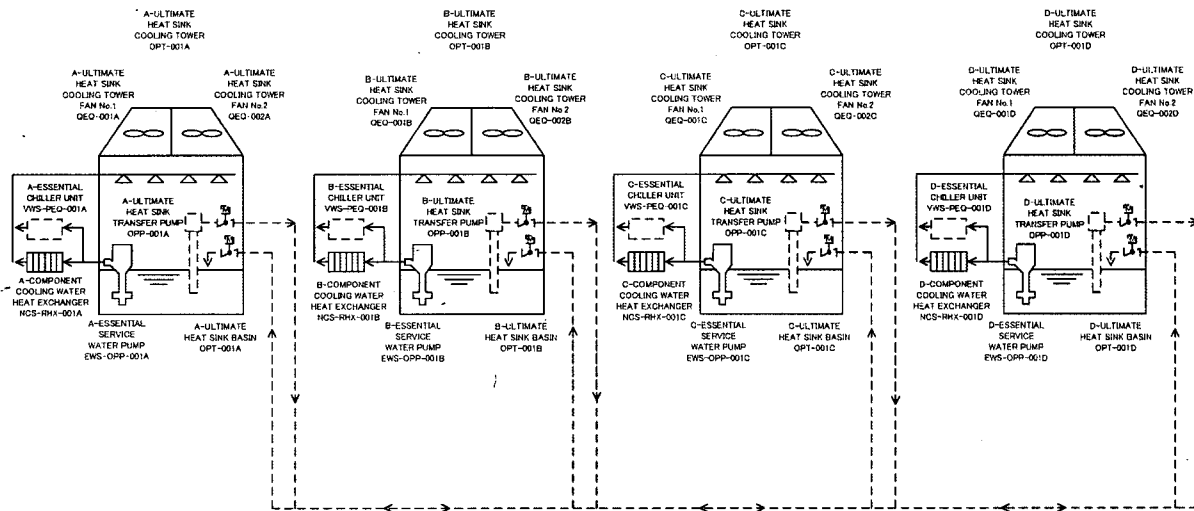 A-ULTIMATE
HEAT SINK
COOLING TOWER
OPT-001A
B-ULTIMATE
HEAT SINK
COOLING TOWER
OPT-001B
C-ULTIMATE
HEAT SINK
COOLING TOWER
OPT-001C
D-ULTIMATE
HEAT SINK
COOLING TOWER
OPT-001D
A-ULTIMATE
HEAT SINK
COOLING TOWER
FAN No.1
QEQ-001A
A-ULTIMATE
HEAT SINK
COOLING TOWER
FAN No.2
QEQ-002A
B-ULTIMATE
HEAT SINK
COOLING TOWER
FAN No.1
QEQ-001B
B-ULTIMATE
HEAT SINK
COOLING TOWER
FAN No.2
QEQ-002B
C-ULTIMATE
HEAT SINK
COOLING TOWER
FAN No.1
QEQ-001C
C-ULTIMATE
HEAT SINK
COOLING TOWER
FAN No.2
QEQ-002C
D-ULTIMATE
HEAT SINK
COOLING TOWER
FAN No.1
QEQ-001D
D-ULTIMATE
HEAT SINK
COOLING TOWER
FAN No.2
QEQ-002D
A-ESSENTIAL
CHILLER UNIT
VWS-PEQ-001A
A-ULTIMATE
HEAT SINK
TRANSFER PUMP
OPP-001A
B-ESSENTIAL
CHILLER UNIT
VWS-PEQ-001B
B-ULTIMATE
HEAT SINK
TRANSFER PUMP
OPP-001B
C-ESSENTIAL
CHILLER UNIT
VWS-PEQ-001C
C-ULTIMATE
HEAT SINK
TRANSFER PUMP
OPP-001C
D-ESSENTIAL
CHILLER UNIT
VWS-PEQ-001D
D-ULTIMATE
HEAT SINK
TRANSFER PUMP
OPP-001D
A-COMPONENT
COOLING WATER
HEAT EXCHANGER
NCS-RHX-001A
A-ESSENTIAL
SERVICE
WATER PUMP
EWS-OPP-001A
A-ULTIMATE
HEAT SINK BASIN
OPT-001A
B-COMPONENT
COOLING WATER
HEAT EXCHANGER
NCS-RHX-001B
B-ESSENTIAL
SERVICE
WATER PUMP
EWS-OPP-001B
B-ULTIMATE
HEAT SINK BASIN
OPT-001B
C-COMPONENT
COOLING WATER
HEAT EXCHANGER
NCS-RHX-001C
C-ESSENTIAL
SERVICE
WATER PUMP
EWS-OPP-001C
C-ULTIMATE
HEAT SINK BASIN
OPT-001C
D-COMPONENT
COOLING WATER
HEAT EXCHANGER
NCS-RHX-001D
D-ESSENTIAL
SERVICE
WATER PUMP
EWS-OPP-001D
D-ULTIMATE
HEAT SINK BASIN
OPT-001D